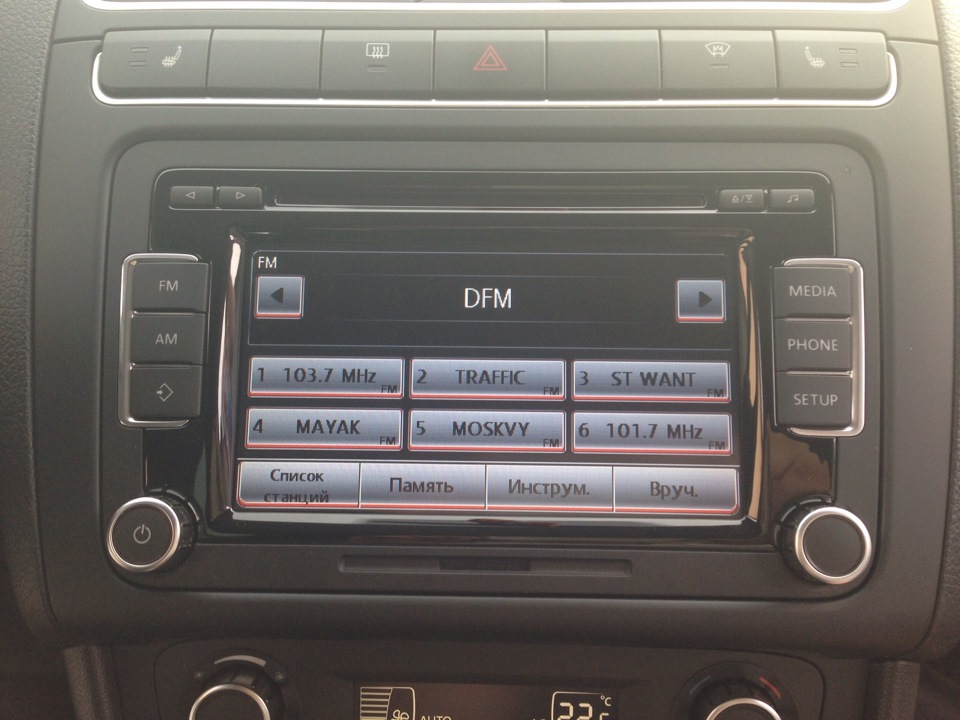 FM
DFM
FM
AM
MEDIA
PHONE
SETUP
1 103.7 MHz FM
2 TRAFFIC FM
3 ST WANT FM
4 MAYAK FM
5 MOSKVY FM
6 101.7 MHz FM
Список станций
Память
Инструм.
Вруч.
AUTO
22 °C